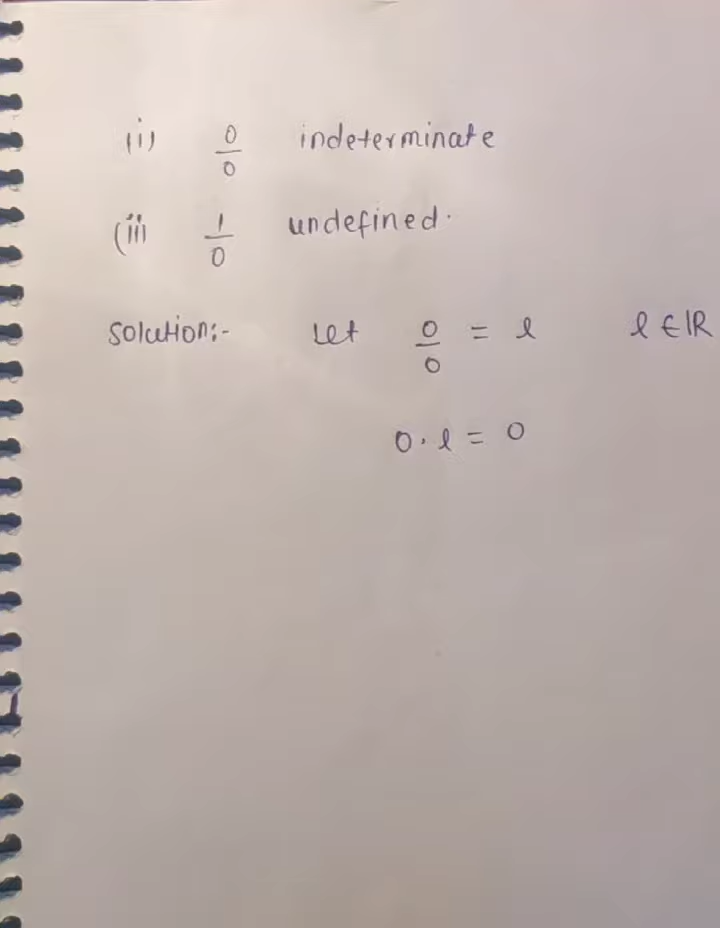 (i) 0/0 indeterminate
(ii 1/0 undefined.
Solution:- Let 0/0 = l l ∈ ℝ
0 · l = 0